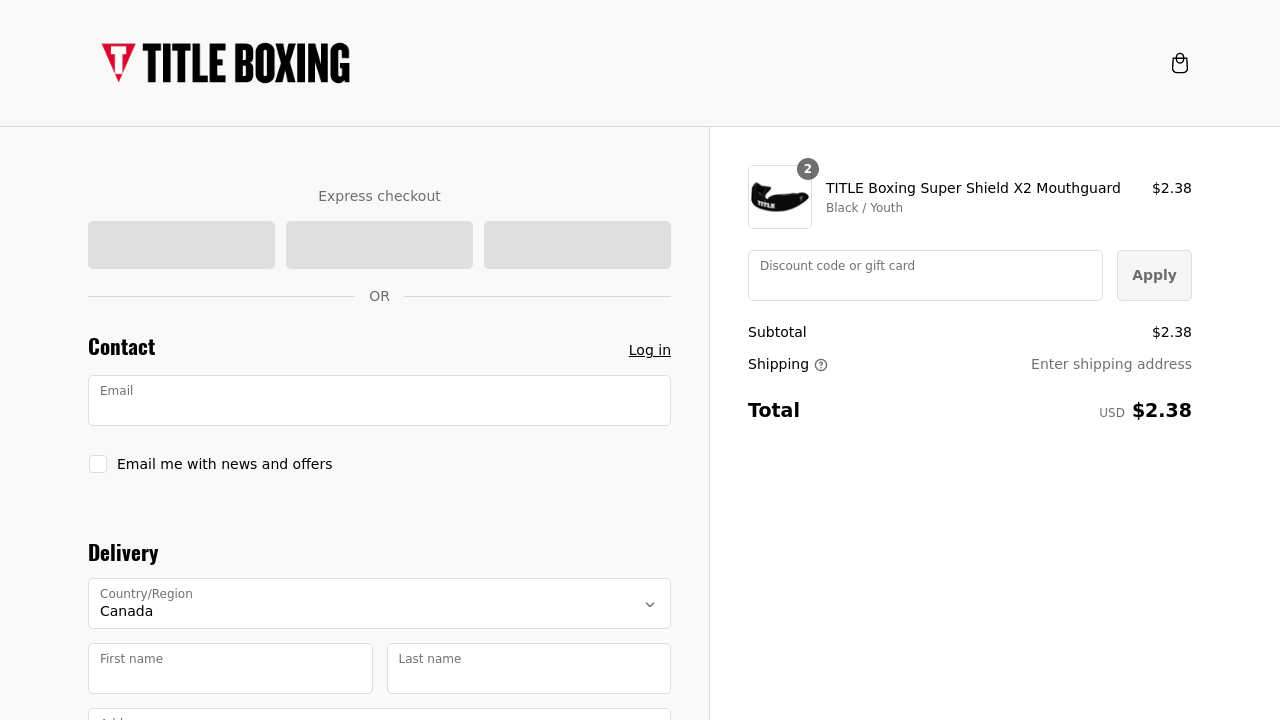 TITLE BOXING
Express checkout
OR
Contact
Log in
Email
Email me with news and offers
Delivery
Country/Region
Canada
First name
Last name
2
TITLE
TITLE Boxing Super Shield X2 Mouthguard
$2.38
Black / Youth
Discount code or gift card
Apply
Subtotal
$2.38
Shipping
Enter shipping address
Total
USD $2.38